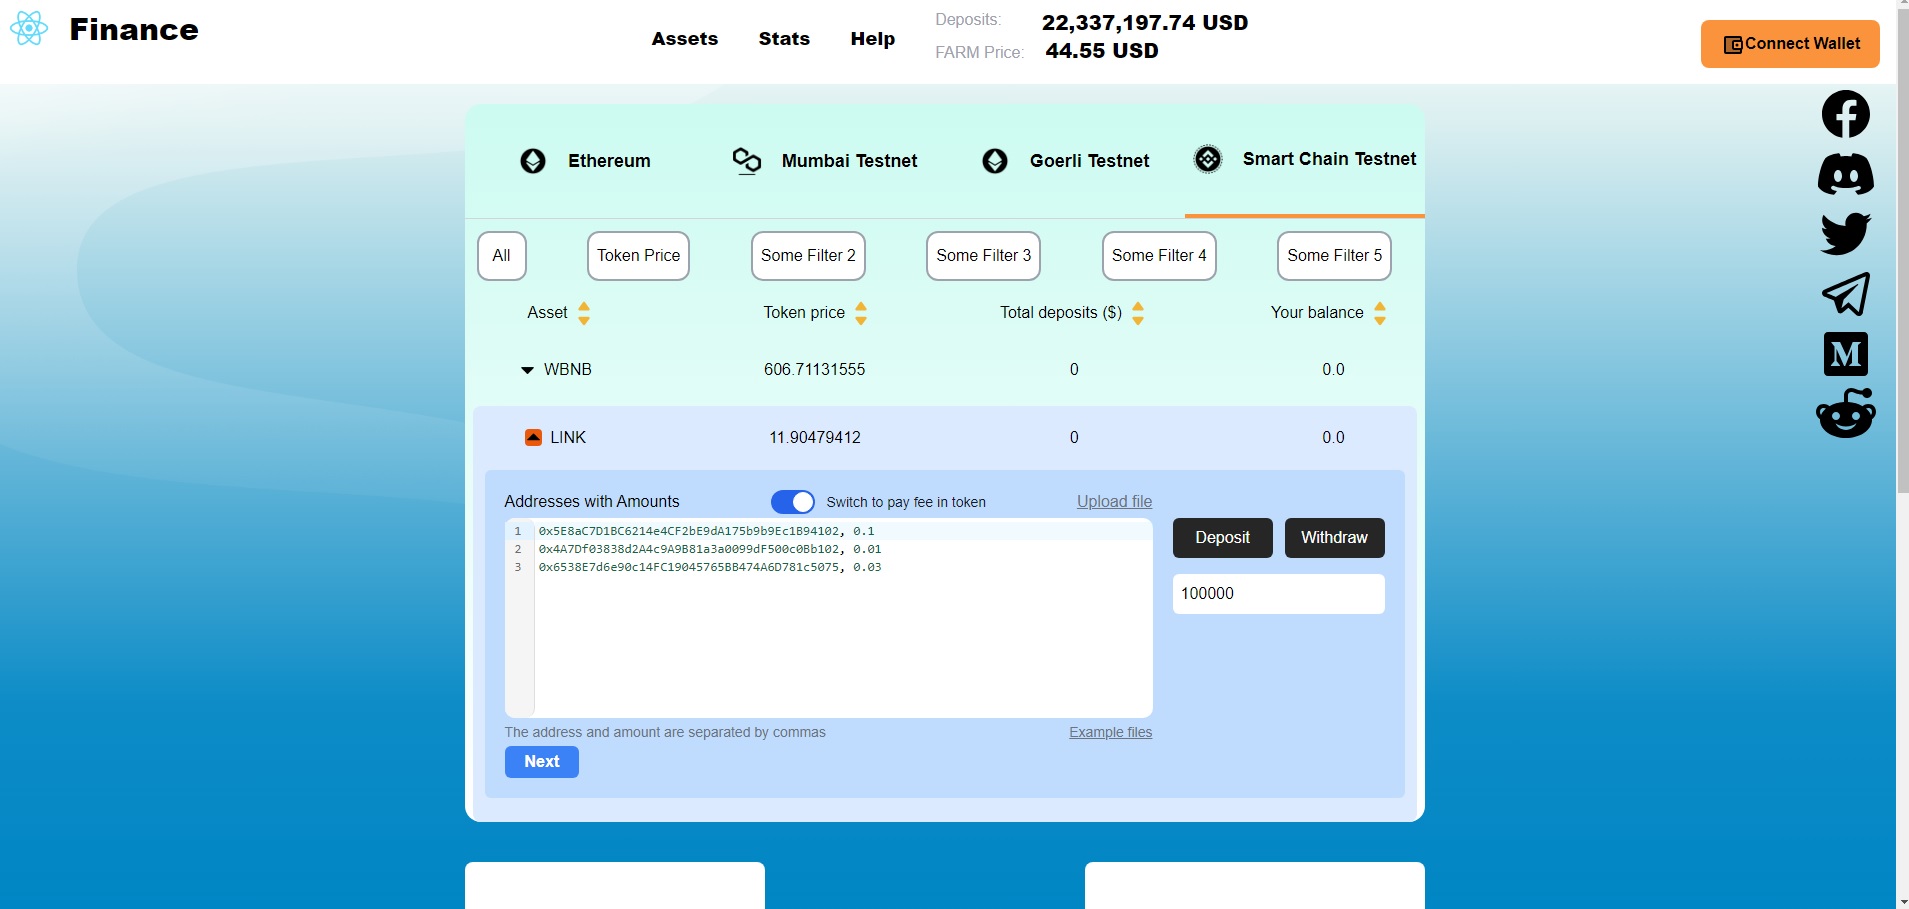 Finance
Assets Stats Help
Deposits: 22,337,197.74 USD
FARM Price: 44.55 USD
Connect Wallet
Ethereum Mumbai Testnet Goerli Testnet Smart Chain Testnet
All Token Price Some Filter 2 Some Filter 3 Some Filter 4 Some Filter 5
Asset Token price Total deposits ($) Your balance
WBNB 606.71131555 0 0.0
LINK 11.90479412 0 0.0
Addresses with Amounts Switch to pay fee in token Upload file
1 0x5E8aC7D1BC6214e4CF2bE9dA175b9b9Ec1B94102, 0.1
2 0x4A7Df03838d2A4c9A9B81a3a0099dF500c0Bb102, 0.01
3 0x6538E7d6e90c14FC19045765BB474A6D781c5075, 0.03
Deposit Withdraw
100000
The address and amount are separated by commas Example files
Next
M